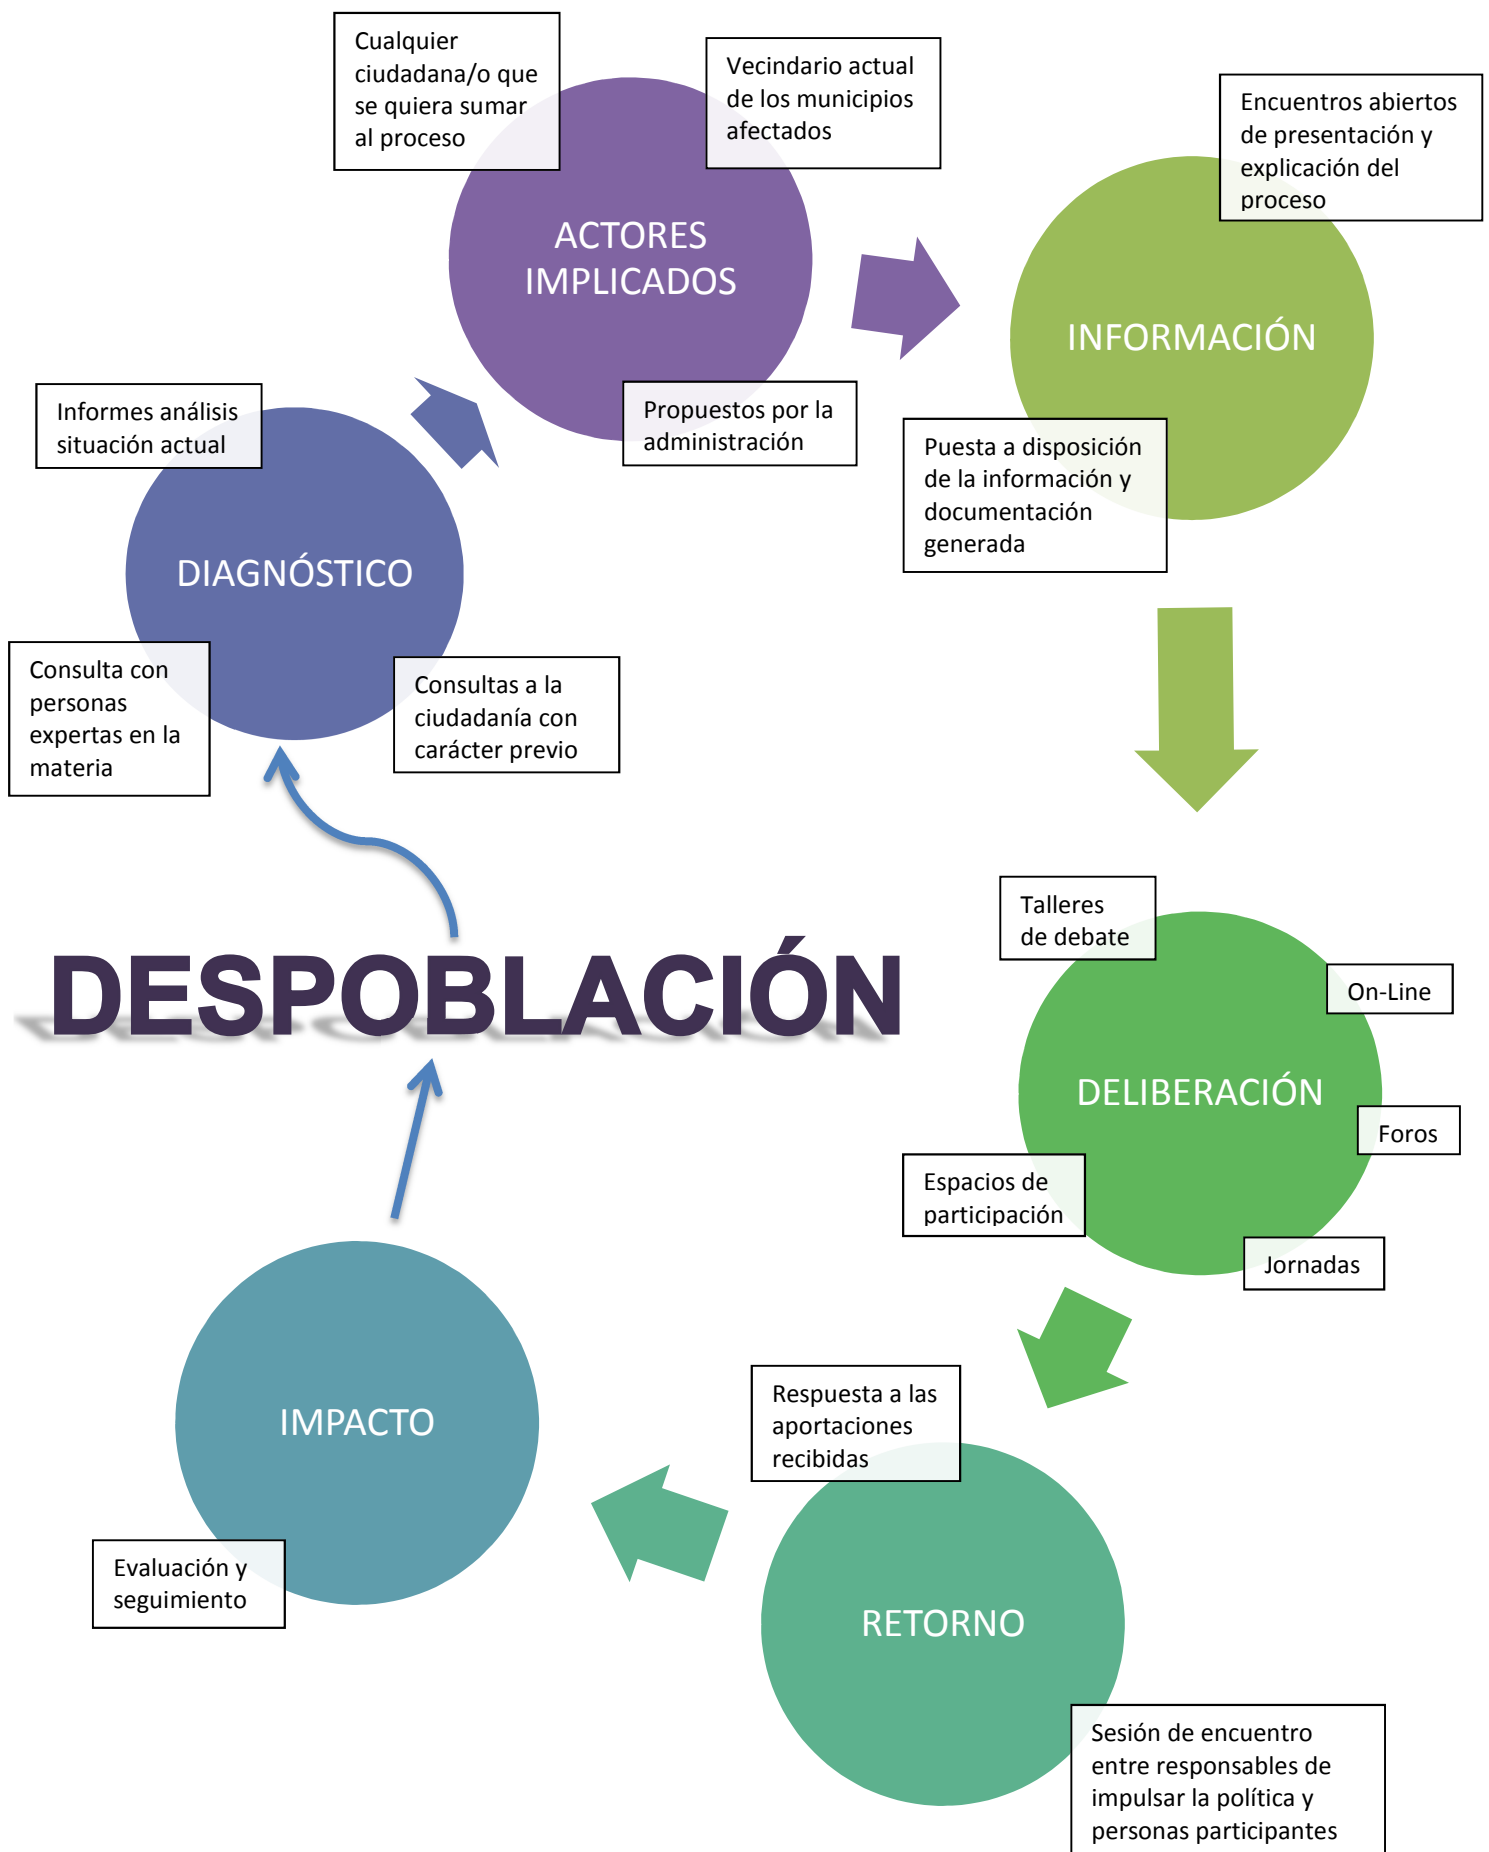 Cualquier
ciudadana/o que
se quiera sumar
al proceso
Vecindario actual
de los municipios
afectados
ACTORES
IMPLICADOS
Propuestos por la
administración
Encuentros abiertos
de presentación y
explicación del
proceso
INFORMACIÓN
Puesta a disposición
de la información y
documentación
generada
Informes análisis
situación actual
DIAGNÓSTICO
Consulta con
personas
expertas en la
materia
Consultas a la
ciudadanía con
carácter previo
DESPOBLACIÓN
Talleres
de debate
On-Line
DELIBERACIÓN
Foros
Espacios de
participación
Jornadas
Respuesta a las
aportaciones
recibidas
RETORNO
Sesión de encuentro
entre responsables de
impulsar la política y
personas participantes
IMPACTO
Evaluación y
seguimiento